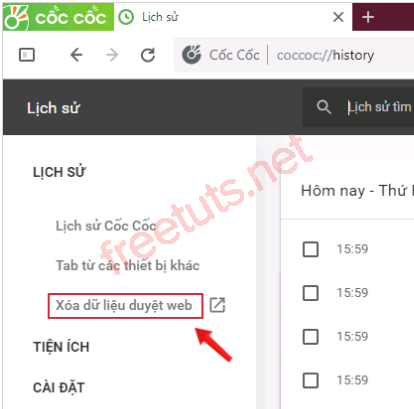 cốc cốc Lịch sử
Cốc Cốc coccoc://history
Lịch sử Lịch sử tìm
LỊCH SỬ
Hôm nay - Thứ
Lịch sử Cốc Cốc
Tab từ các thiết bị khác
Xóa dữ liệu duyệt web
TIỆN ÍCH
CÀI ĐẶT
15:59
15:59
15:59
15:59
freetuts.net